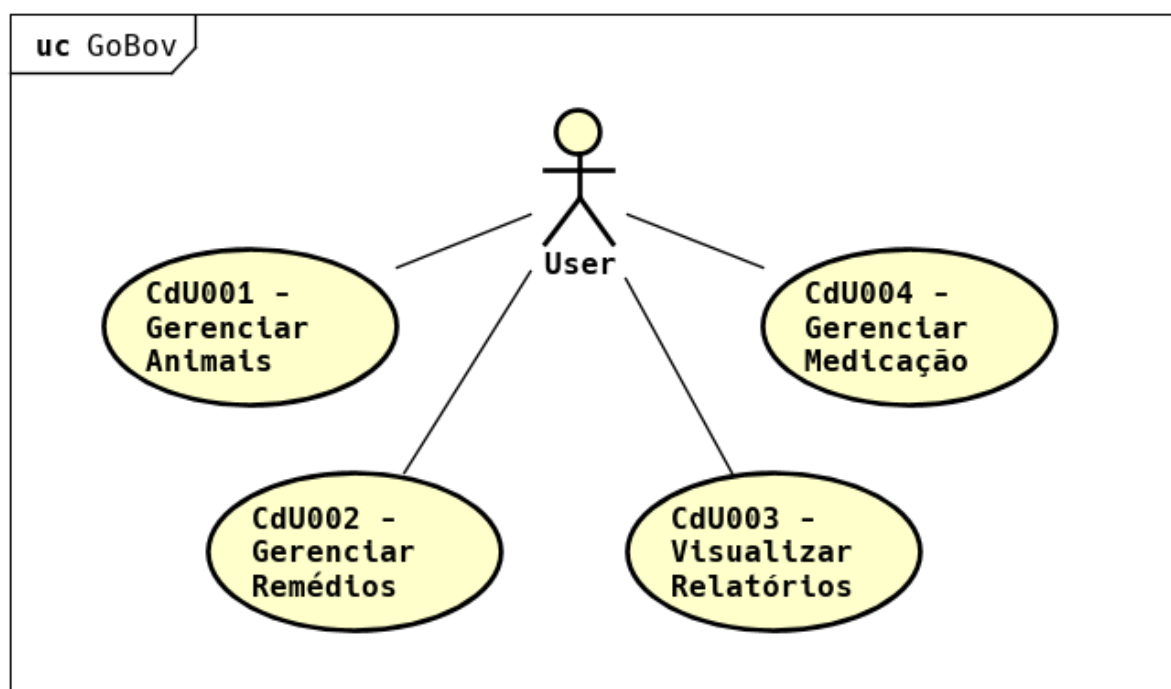 uc GoBov
User
CdU001 -
Gerenciar
Animais
CdU004 -
Gerenciar
Medicação
CdU002 -
Gerenciar
Remédios
CdU003 -
Visualizar
Relatórios